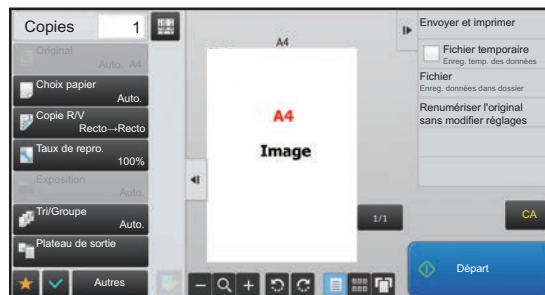 Copies 1
Original
Auto. A4
Choix papier
Auto.
Copie R/V
Recto→Recto
Taux de repro.
100%
Exposition
Auto.
Tri/Groupe
Auto.
Plateau de sortie
Autres
A4
A4
Image
1/1
Envoyer et imprimer
Fichier temporaire
Enreg. temp. des données
Fichier
Enreg. données dans dossier
Renumériser l'original
sans modifier réglages
CA
Départ